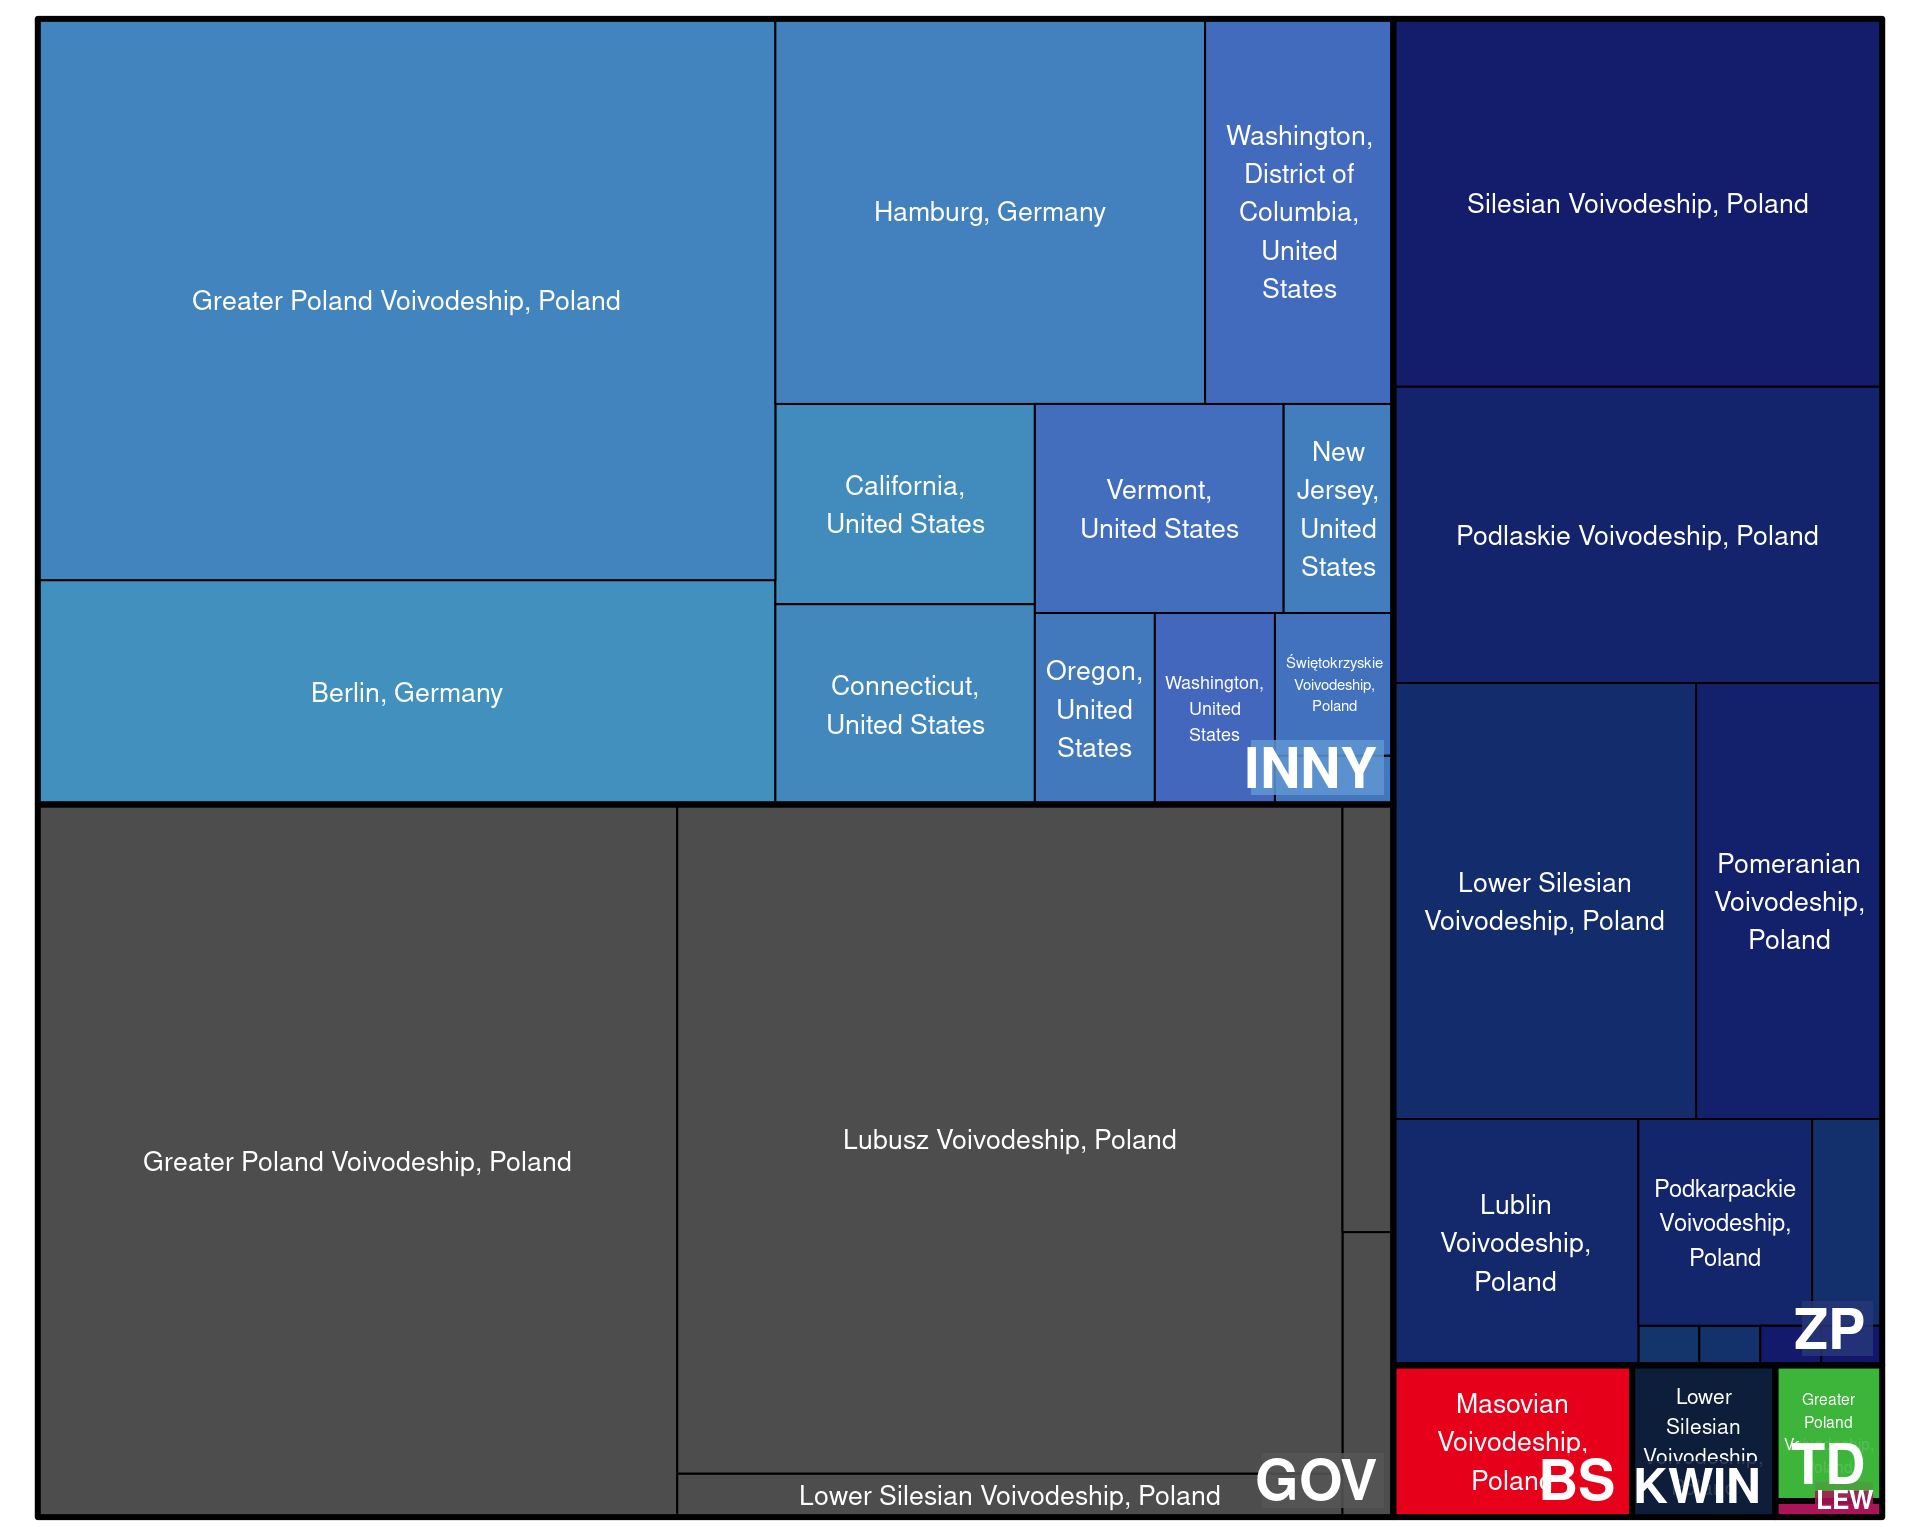 Greater Poland Voivodeship, Poland
Hamburg, Germany
Washington,
District of
Columbia,
United
States
California,
United States
Vermont,
United States
New
Jersey,
United
States
Berlin, Germany
Connecticut,
United States
Oregon,
United
States
Washington,
United
States
Świętokrzyskie
Voivodeship,
Poland
INNY
Greater Poland Voivodeship, Poland
Lubusz Voivodeship, Poland
Lower Silesian Voivodeship, Poland
GOV
Silesian Voivodeship, Poland
Podlaskie Voivodeship, Poland
Lower Silesian
Voivodeship, Poland
Pomeranian
Voivodeship,
Poland
Lublin
Voivodeship,
Poland
Podkarpackie
Voivodeship,
Poland
ZP
Masovian
Voivodeship,
Poland
BS
Lower
Silesian
Voivodeship,
KWIN
Greater
Poland
TD
LEW